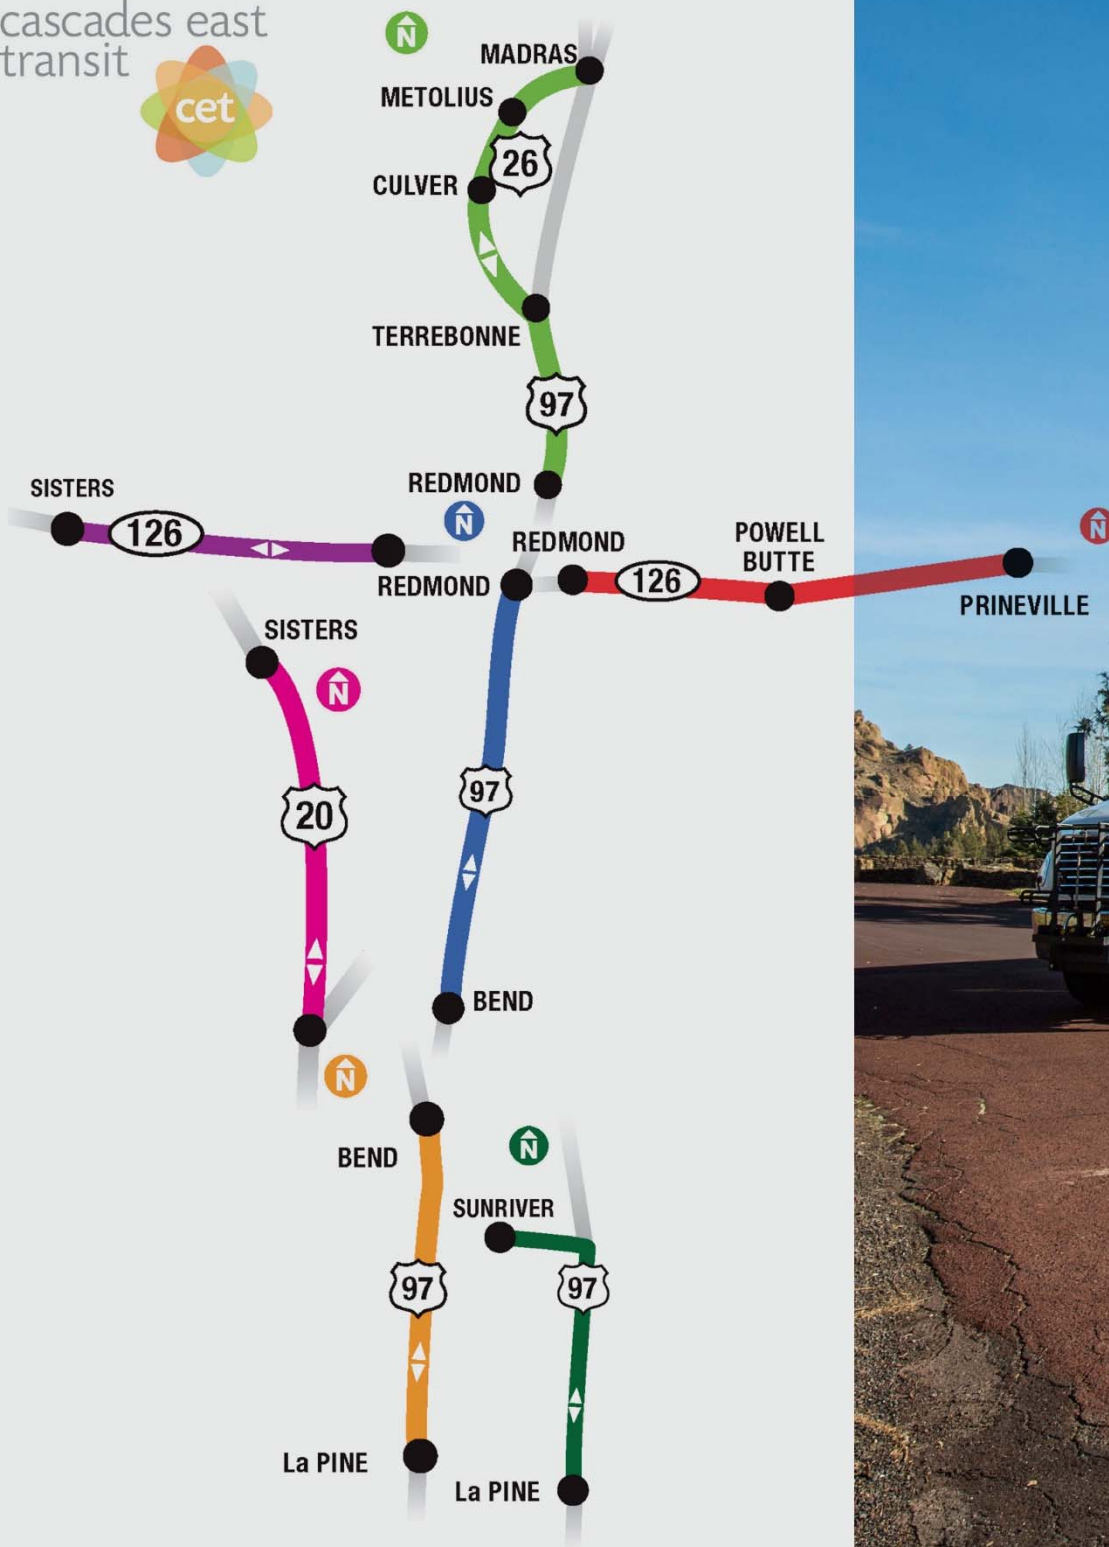 cascades east
transit
cet
N
MADRAS
METOLIUS
26
CULVER
TERREBONNE
97
REDMOND
SISTERS
126
N
REDMOND
REDMOND
126
POWELL
BUTTE
N
PRINEVILLE
SISTERS
N
20
97
BEND
N
BEND
N
SUNRIVER
97
97
La PINE
La PINE